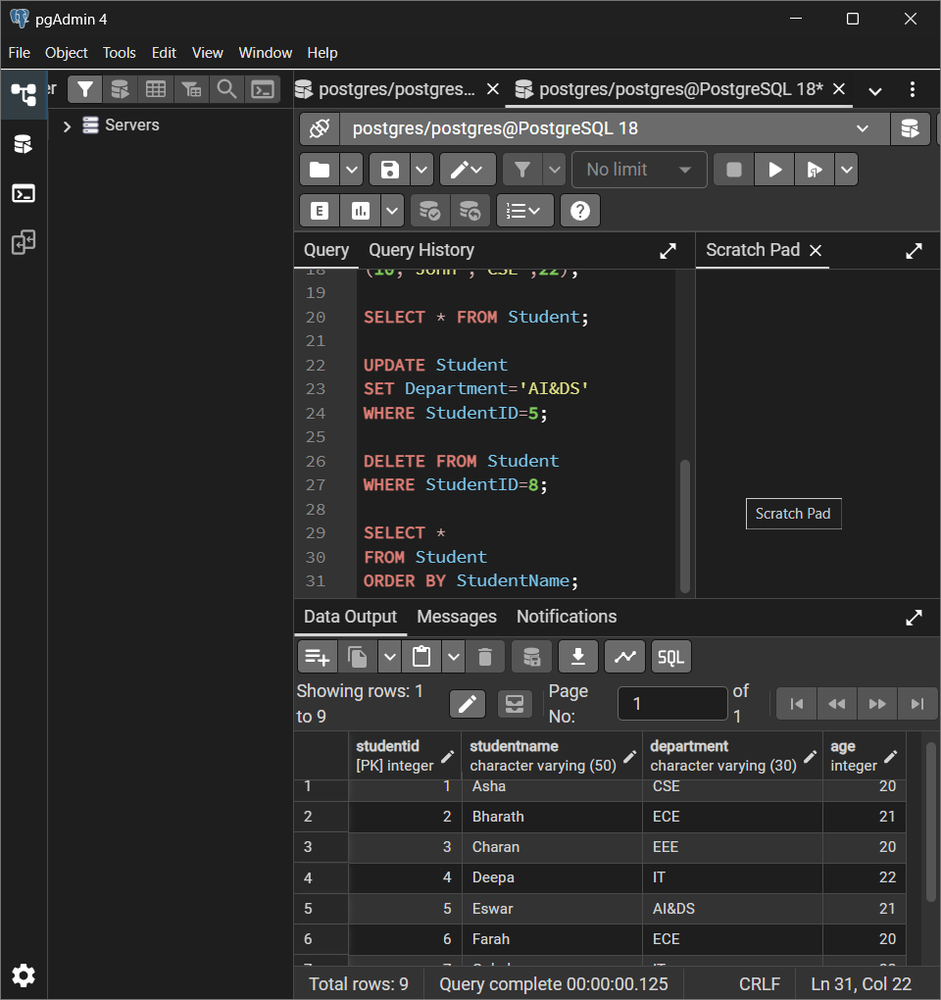 pgAdmin 4
File Object Tools Edit View Window Help
postgres/postgres... postgres/postgres@PostgreSQL 18*
Servers
postgres/postgres@PostgreSQL 18
No limit
E
Query Query History
Scratch Pad
18 (10, 'John', 'CSE',22);
19
20 SELECT * FROM Student;
21
22 UPDATE Student
23 SET Department='AI&DS'
24 WHERE StudentID=5;
25
26 DELETE FROM Student
27 WHERE StudentID=8;
28
29 SELECT *
30 FROM Student
31 ORDER BY StudentName;
Scratch Pad
Data Output Messages Notifications
SQL
Showing rows: 1
to 9
Page
No:
1
of
1
studentid studentname department age
[PK] integer character varying (50) character varying (30) integer
1 1 Asha CSE 20
2 2 Bharath ECE 21
3 3 Charan EEE 20
4 4 Deepa IT 22
5 5 Eswar AI&DS 21
6 6 Farah ECE 20
Total rows: 9 Query complete 00:00:00.125 CRLF Ln 31, Col 22